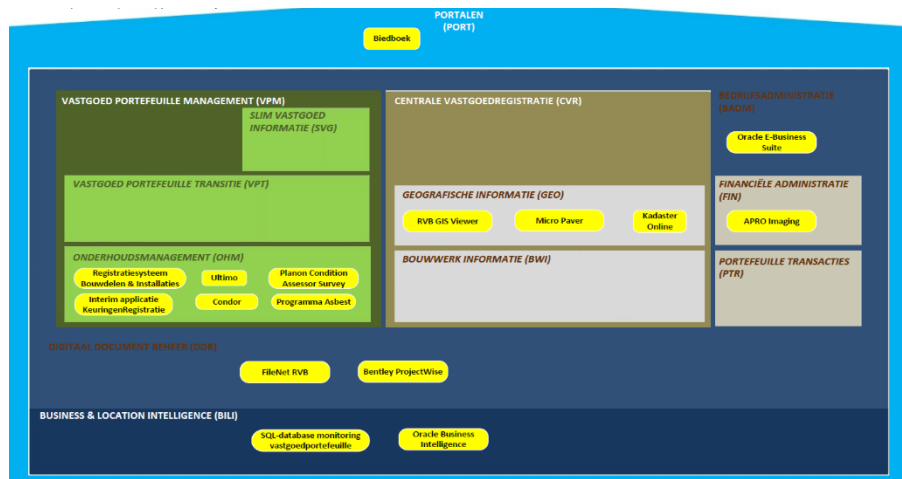 PORTALEN
(PORT)
Biedboek
VASTGOED PORTEFEUILLE MANAGEMENT (VPM)
SLIM VASTGOED
INFORMATIE (SVG)
VASTGOED PORTEFEUILLE TRANSITIE (VPT)
ONDERHOUDSMANAGEMENT (OHM)
Registratiesysteem
Bouwdelen & Installaties
Ultimo
Planon Condition
Assessor Survey
Interim applicatie
KeuringenRegistratie
Condor
Programma Asbest
CENTRALE VASTGOEDREGISTRATIE (CVR)
GEOGRAFISCHE INFORMATIE (GEO)
RVB GIS Viewer
Micro Paver
Kadaster
Online
BOUWWERK INFORMATIE (BWI)
BEDRIJFSADMINISTRATIE
(BADM)
Oracle E-Business
Suite
FINANCIËLE ADMINISTRATIE
(FIN)
APRO Imaging
PORTEFEUILLE TRANSACTIES
(PTR)
DIGITAAL DOCUMENT BEHEER (DDB)
FileNet RVB
Bentley ProjectWise
BUSINESS & LOCATION INTELLIGENCE (BILI)
SQL-database monitoring
vastgoedportefeuille
Oracle Business
Intelligence